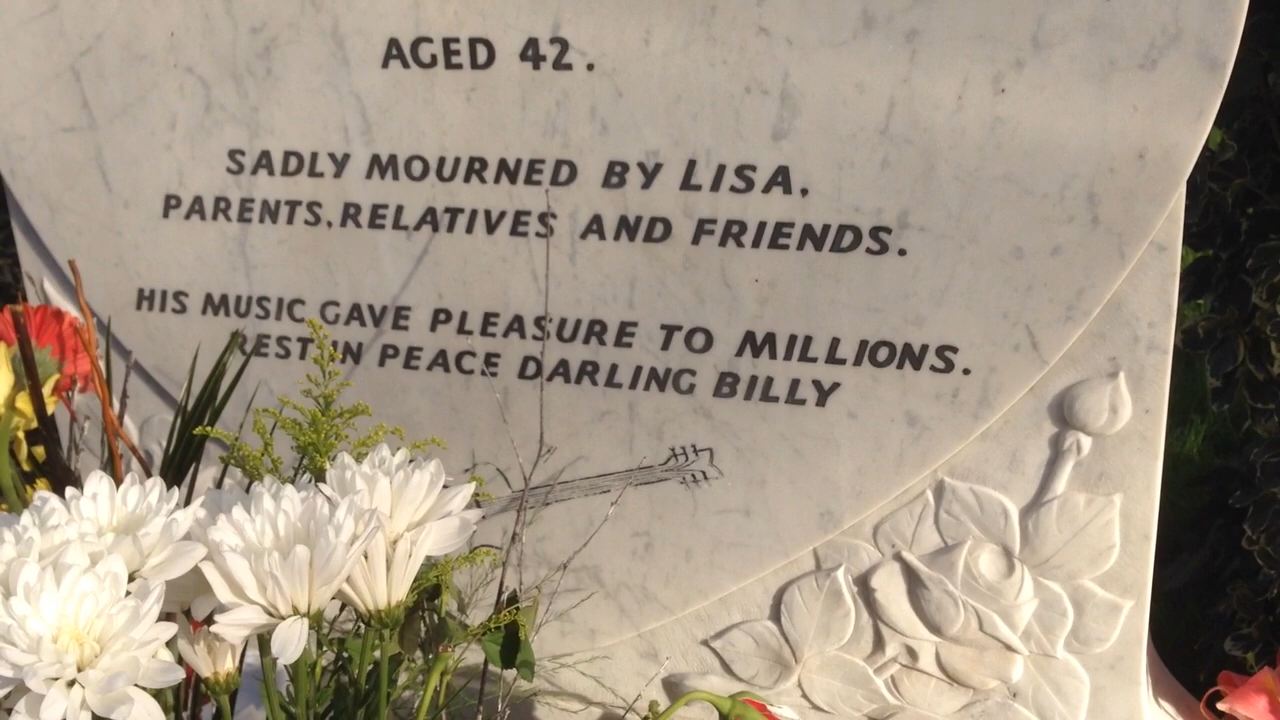 AGED 42.
SADLY MOURNED BY LISA,
PARENTS, RELATIVES AND FRIENDS.
HIS MUSIC GAVE PLEASURE TO MILLIONS.
REST IN PEACE DARLING BILLY